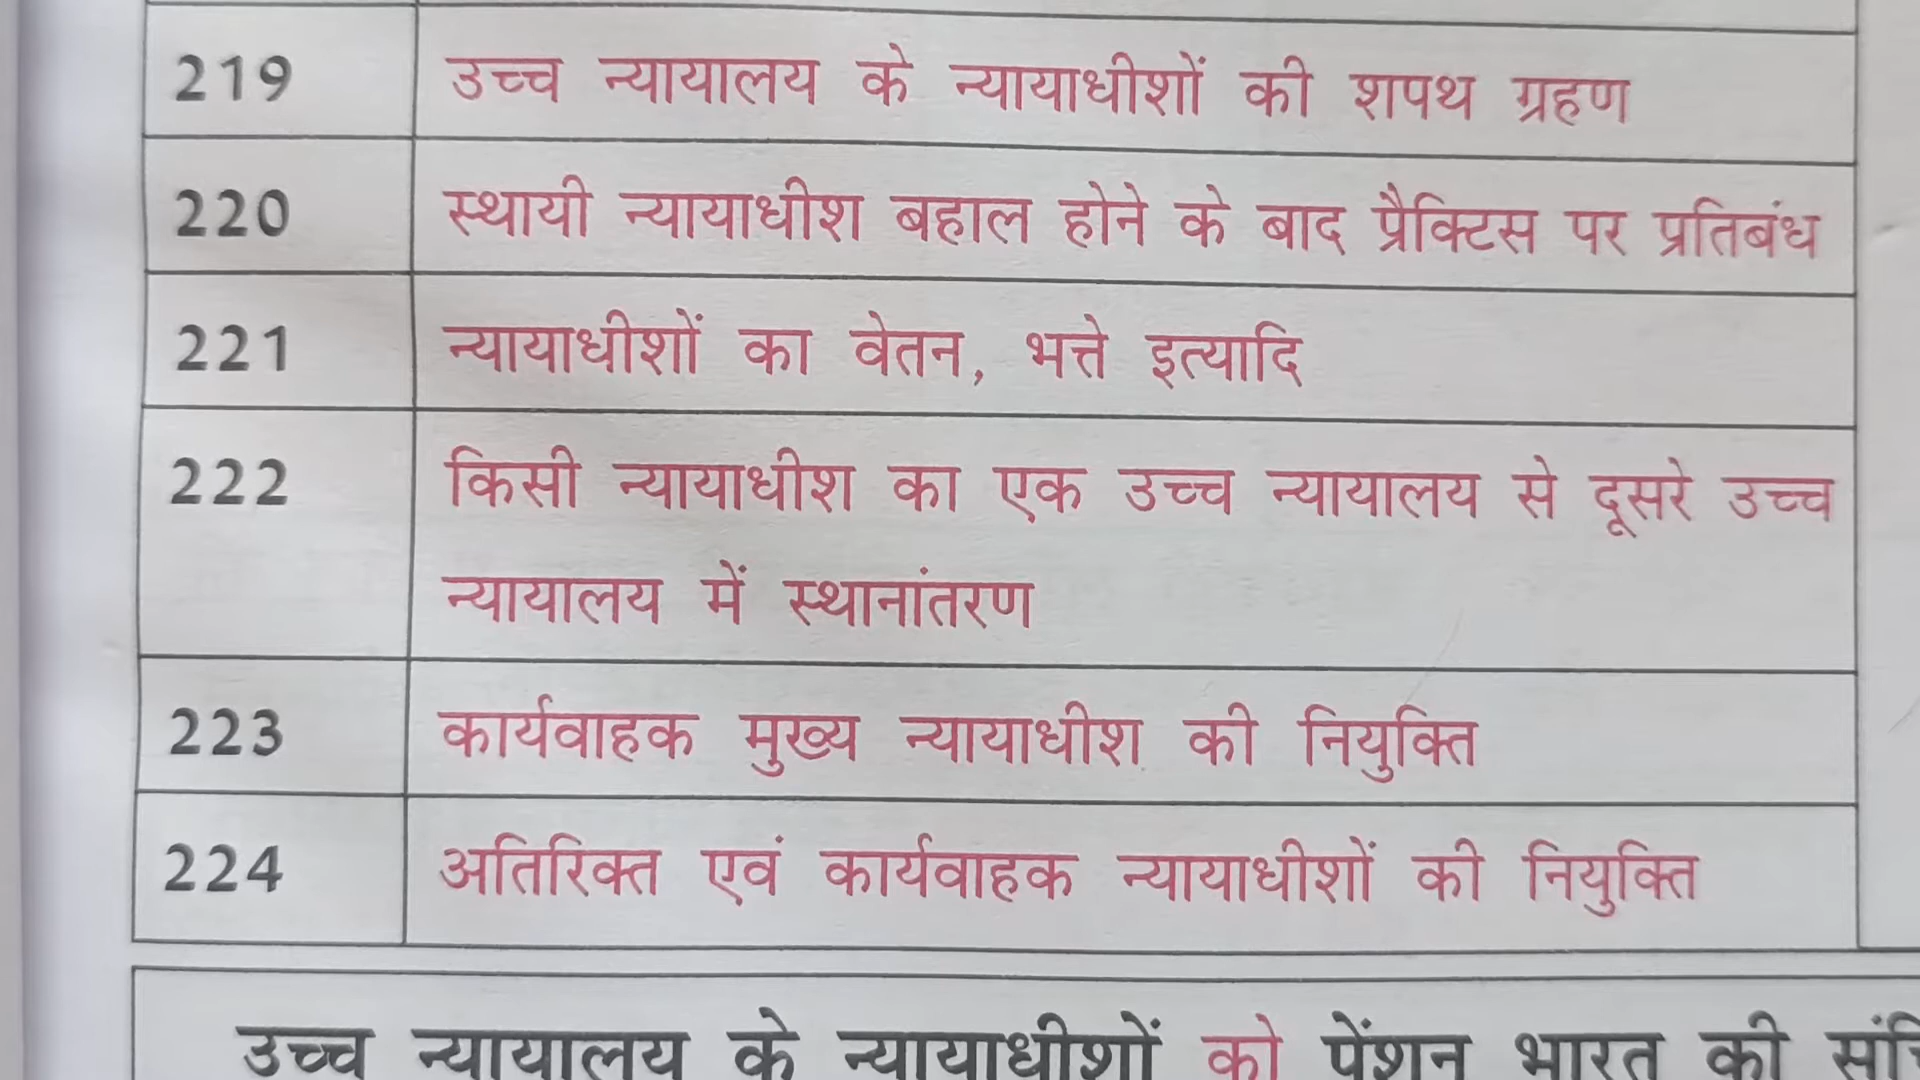 219 उच्च न्यायालय के न्यायाधीशों की शपथ ग्रहण
220 स्थायी न्यायाधीश बहाल होने के बाद प्रैक्टिस पर प्रतिबंध
221 न्यायाधीशों का वेतन, भत्ते इत्यादि
222 किसी न्यायाधीश का एक उच्च न्यायालय से दूसरे उच्च
न्यायालय में स्थानांतरण
223 कार्यवाहक मुख्य न्यायाधीश की नियुक्ति
224 अतिरिक्त एवं कार्यवाहक न्यायाधीशों की नियुक्ति
उच्च न्यायालय के न्यायाधीशों को पेंशन भारत की